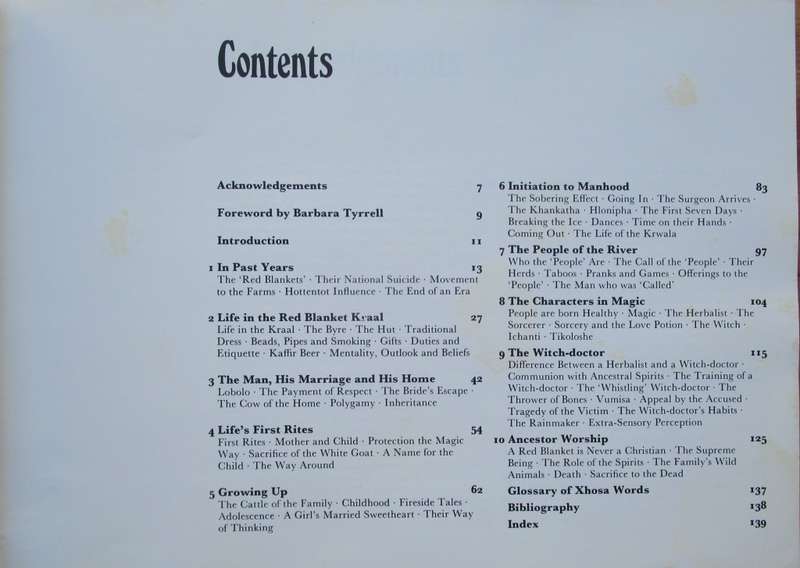 Contents
Acknowledgements 7
Foreword by Barbara Tyrrell 9
Introduction 11
1 In Past Years 13
The ‘Red Blankets’ · Their National Suicide · Movement
to the Farms · Hottentot Influence · The End of an Era
2 Life in the Red Blanket Kraal 27
Life in the Kraal · The Byre · The Hut · Traditional
Dress · Beads, Pipes and Smoking · Gifts · Duties and
Etiquette · Kaffir Beer · Mentality, Outlook and Beliefs
3 The Man, His Marriage and His Home 42
Lobolo · The Payment of Respect · The Bride's Escape ·
The Cow of the Home · Polygamy · Inheritance
4 Life's First Rites 54
First Rites · Mother and Child · Protection the Magic
Way · Sacrifice of the White Goat · A Name for the
Child · The Way Around
5 Growing Up 62
The Cattle of the Family · Childhood · Fireside Tales ·
Adolescence · A Girl's Married Sweetheart · Their Way
of Thinking
6 Initiation to Manhood 83
The Sobering Effect · Going In · The Surgeon Arrives ·
The Khankatha · Hlonipha · The First Seven Days ·
Breaking the Ice · Dances · Time on their Hands ·
Coming Out · The Life of the Krwala
7 The People of the River 97
Who the ‘People’ Are · The Call of the ‘People’ · Their
Herds · Taboos · Pranks and Games · Offerings to the
‘People’ · The Man who was ‘Called’
8 The Characters in Magic 104
People are born Healthy · Magic · The Herbalist · The
Sorcerer · Sorcery and the Love Potion · The Witch ·
Ichanti · Tikoloshe
9 The Witch-doctor 115
Difference Between a Herbalist and a Witch-doctor ·
Communion with Ancestral Spirits · The Training of a
Witch-doctor · The ‘Whistling’ Witch-doctor · The
Thrower of Bones · Vumisa · Appeal by the Accused ·
Tragedy of the Victim · The Witch-doctor's Habits ·
The Rainmaker · Extra-Sensory Perception
10 Ancestor Worship 125
A Red Blanket is Never a Christian · The Supreme
Being · The Role of the Spirits · The Family's Wild
Animals · Death · Sacrifice to the Dead
Glossary of Xhosa Words 137
Bibliography 138
Index 139